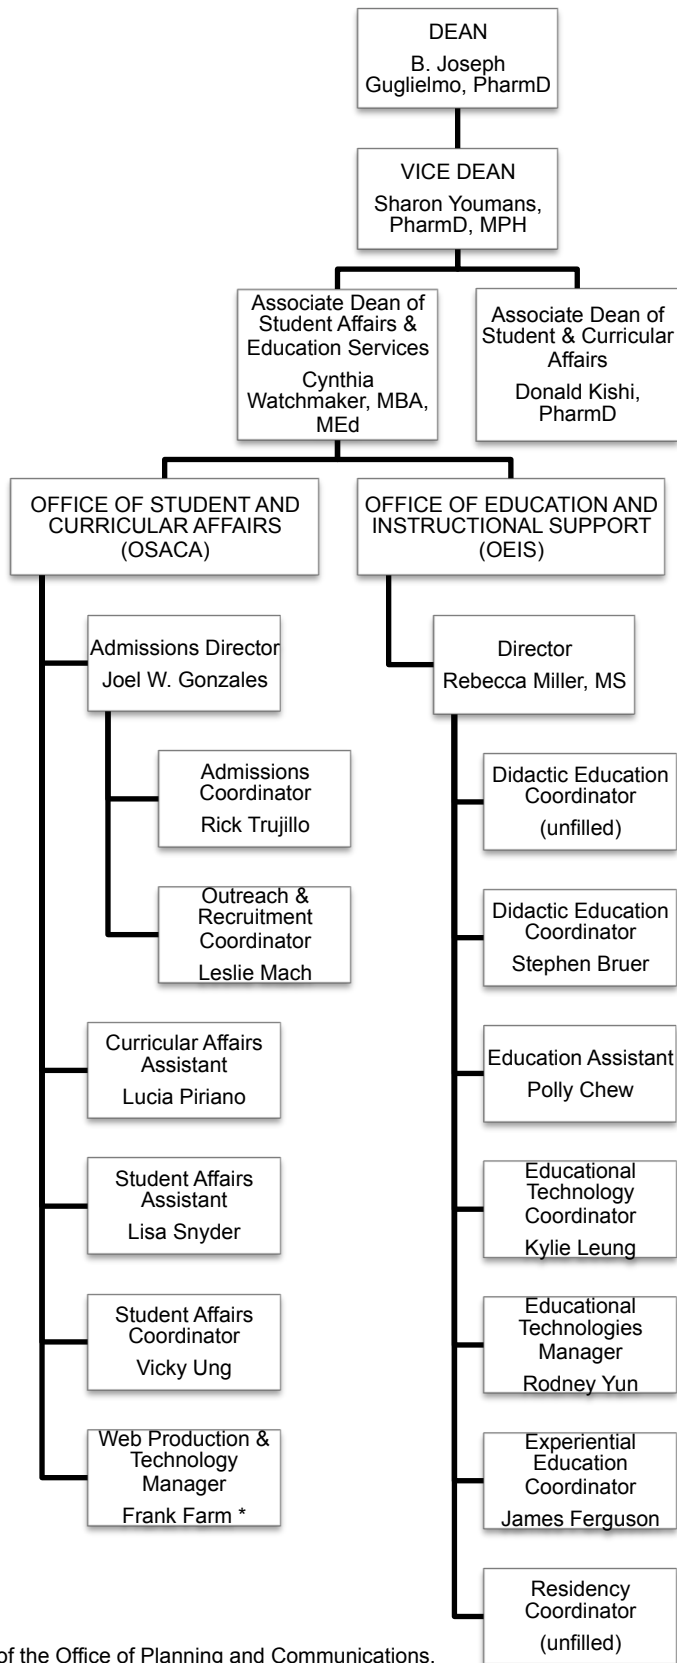 DEAN
B. Joseph
Guglielmo, PharmD
VICE DEAN
Sharon Youmans,
PharmD, MPH
Associate Dean of
Student Affairs &
Education Services
Cynthia
Watchmaker, MBA,
MEd
Associate Dean of
Student & Curricular
Affairs
Donald Kishi,
PharmD
OFFICE OF STUDENT AND
CURRICULAR AFFAIRS
(OSACA)
Admissions Director
Joel W. Gonzales
Admissions
Coordinator
Rick Trujillo
Outreach &
Recruitment
Coordinator
Leslie Mach
Curricular Affairs
Assistant
Lucia Piriano
Student Affairs
Assistant
Lisa Snyder
Student Affairs
Coordinator
Vicky Ung
Web Production &
Technology
Manager
Frank Farm *
OFFICE OF EDUCATION AND
INSTRUCTIONAL SUPPORT
(OEIS)
Director
Rebecca Miller, MS
Didactic Education
Coordinator
(unfilled)
Didactic Education
Coordinator
Stephen Bruer
Education Assistant
Polly Chew
Educational
Technology
Coordinator
Kylie Leung
Educational
Technologies
Manager
Rodney Yun
Experiential
Education
Coordinator
James Ferguson
Residency
Coordinator
(unfilled)
of the Office of Planning and Communications.